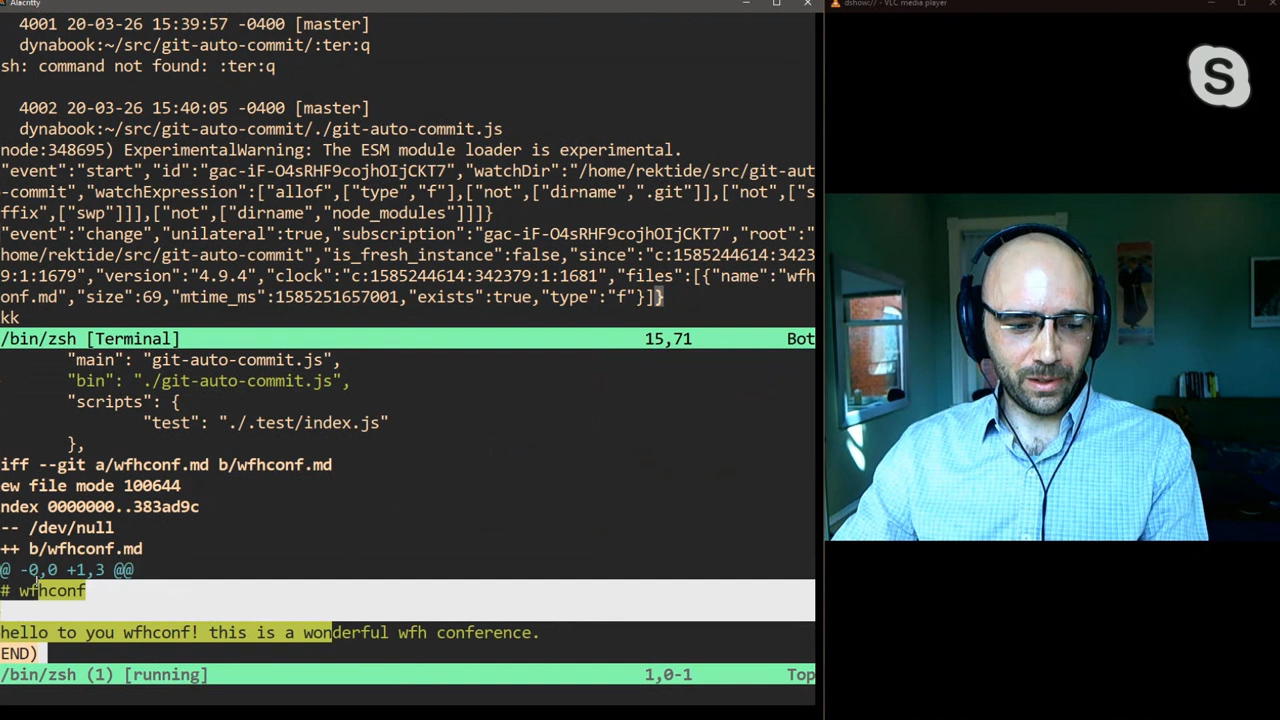 Alacritty
dshow:// - VLC media player
4001 20-03-26 15:39:57 -0400 [master]
dynabook:~/src/git-auto-commit/:ter:q
sh: command not found: :ter:q
4002 20-03-26 15:40:05 -0400 [master]
dynabook:~/src/git-auto-commit/./git-auto-commit.js
node:348695) ExperimentalWarning: The ESM module loader is experimental.
"event":"start","id":"gac-iF-O4sRHF9cojhOIjCKT7","watchDir":"/home/rektide/src/git-aut
-commit","watchExpression":["allof",["type","f"],["not",["dirname",".git"]],["not",["s
ffix",["swp"]]],["not",["dirname","node_modules"]]]}
"event":"change","unilateral":true,"subscription":"gac-iF-O4sRHF9cojhOIjCKT7","root":"
home/rektide/src/git-auto-commit","is_fresh_instance":false,"since":"c:1585244614:342
9:1:1679","version":"4.9.4","clock":"c:1585244614:342379:1:1681","files":[{"name":"wfh
onf.md","size":69,"mtime_ms":1585251657001,"exists":true,"type":"f"}]}
kk
/bin/zsh [Terminal] 15,71 Bot
"main": "git-auto-commit.js",
"bin": "./git-auto-commit.js",
"scripts": {
"test": "./.test/index.js"
},
iff --git a/wfhconf.md b/wfhconf.md
ew file mode 100644
ndex 0000000..383ad9c
-- /dev/null
++ b/wfhconf.md
@ -0,0 +1,3 @@
# wfhconf
hello to you wfhconf! this is a wonderful wfh conference.
END)
/bin/zsh (1) [running] 1,0-1 Top
S